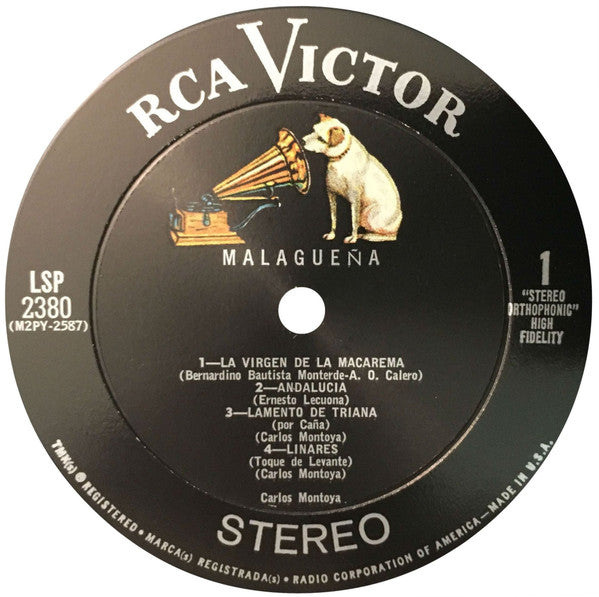 RCA VICTOR
MALAGUEÑA
LSP
2380
(M2PY-2587)
1
"STEREO
ORTHOPHONIC"
HIGH
FIDELITY
1—LA VIRGEN DE LA MACAREMA
(Bernardino Bautista Monterde-A. O. Calero)
2—ANDALUCIA
(Ernesto Lecuona)
3—LAMENTO DE TRIANA
(por Caña)
(Carlos Montoya)
4—LINARES
(Toque de Levante)
(Carlos Montoya)
Carlos Montoya
STEREO
TMK(s) ® REGISTERED • MARCA(s) REGISTRADA(s) • RADIO CORPORATION OF AMERICA—MADE IN U.S.A.